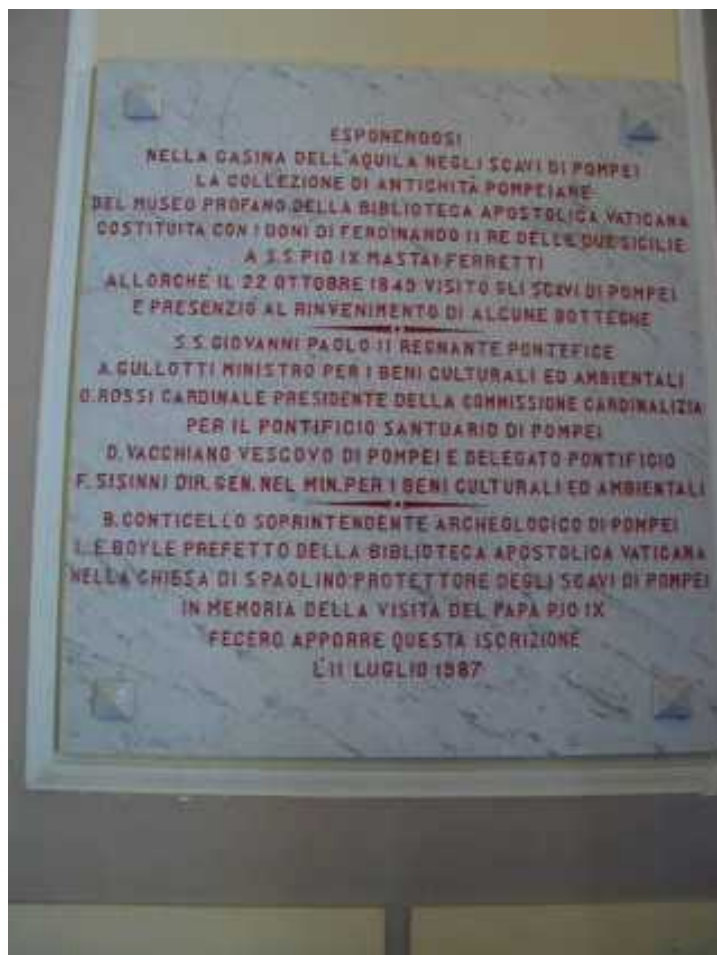 ESPONENDOSI
NELLA CASINA DELL'AQUILA NEGLI SCAVI DI POMPEI
LA COLLEZIONE DI ANTICHITÀ POMPEIANE
DEL MUSEO PROFANO DELLA BIBLIOTECA APOSTOLICA VATICANA
COSTITUITA CON I DONI DI FERDINANDO II RE DELLE DUE SICILIE
A S.S. PIO IX MASTAI-FERRETTI
ALLORCHÈ IL 22 OTTOBRE 1849 VISITÒ GLI SCAVI DI POMPEI
E PRESENZIÒ AL RINVENIMENTO DI ALCUNE BOTTEGHE
S.S. GIOVANNI PAOLO II REGNANTE PONTEFICE
A. GULLOTTI MINISTRO PER I BENI CULTURALI ED AMBIENTALI
O. ROSSI CARDINALE PRESIDENTE DELLA COMMISSIONE CARDINALIZIA
PER IL PONTIFICIO SANTUARIO DI POMPEI
D. VACCHIANO VESCOVO DI POMPEI E DELEGATO PONTIFICIO
F. SISINNI DIR. GEN. NEL MIN. PER I BENI CULTURALI ED AMBIENTALI
B. CONTICELLO SOPRINTENDENTE ARCHEOLOGICO DI POMPEI
L.E. BOYLE PREFETTO DELLA BIBLIOTECA APOSTOLICA VATICANA
NELLA CHIESA DI S. PAOLINO PROTETTORE DEGLI SCAVI DI POMPEI
IN MEMORIA DELLA VISITA DEL PAPA PIO IX
FECERO APPORRE QUESTA ISCRIZIONE
L'11 LUGLIO 1987